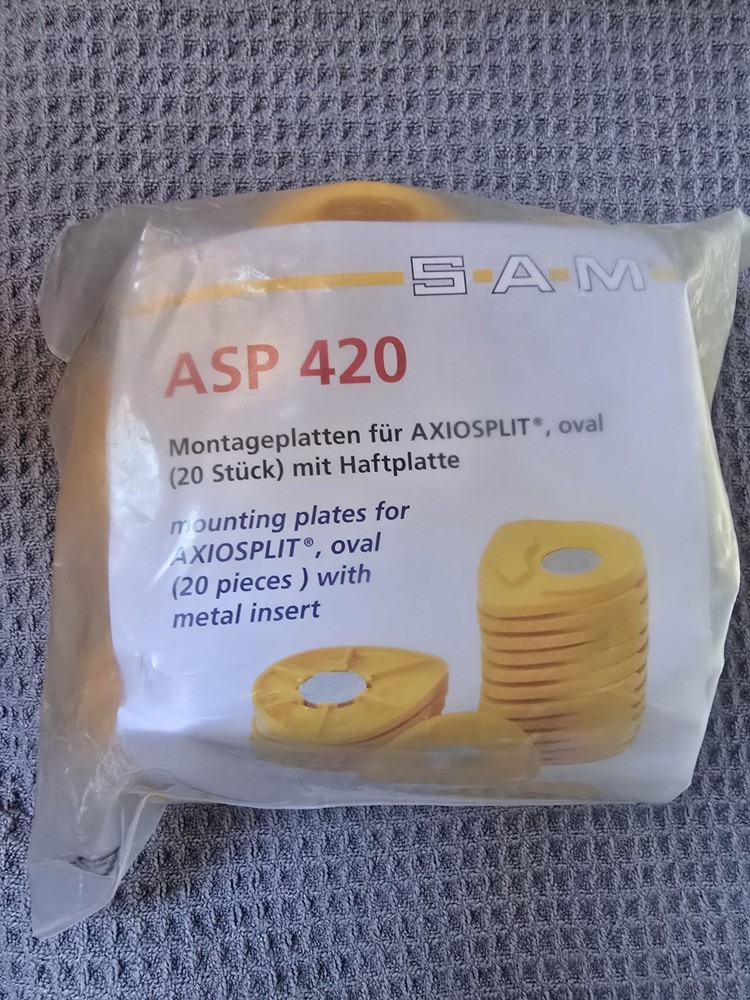 S·A·M
ASP 420
Montageplatten für AXIOSPLIT®, oval
(20 Stück) mit Haftplatte
mounting plates for
AXIOSPLIT®, oval
(20 pieces ) with
metal insert